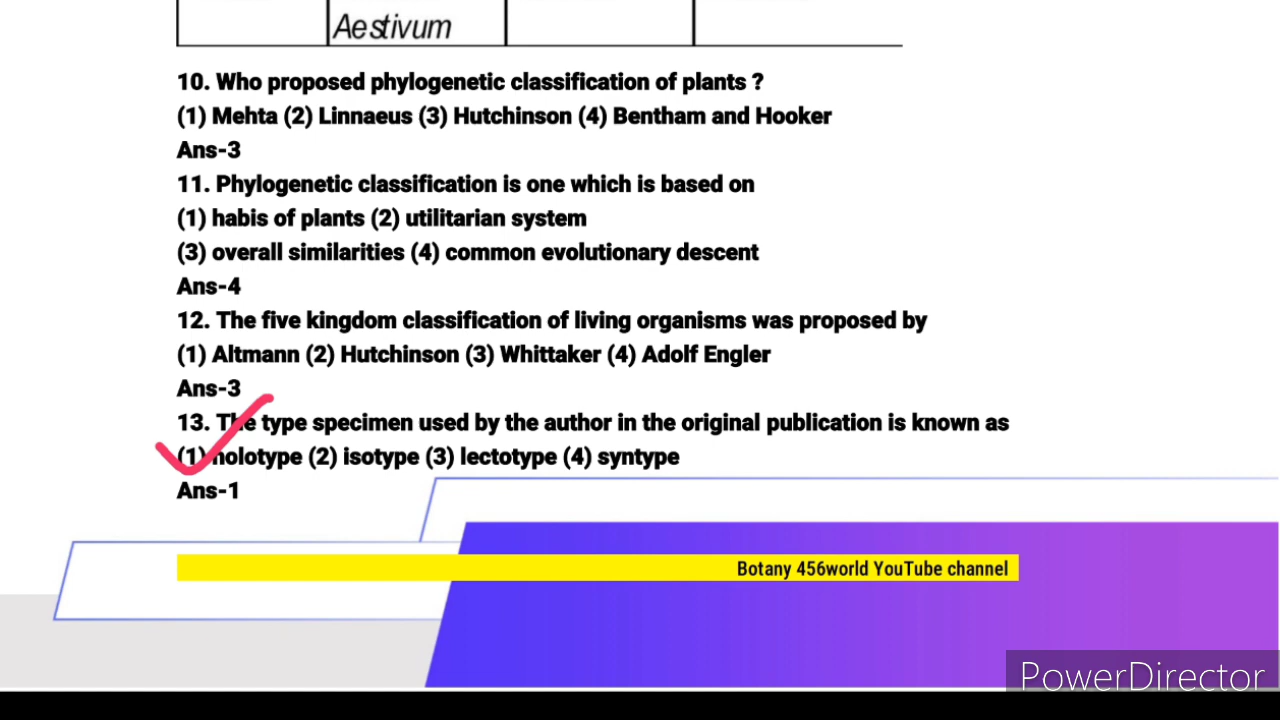 Aestivum
10. Who proposed phylogenetic classification of plants ?
(1) Mehta (2) Linnaeus (3) Hutchinson (4) Bentham and Hooker
Ans-3
11. Phylogenetic classification is one which is based on
(1) habis of plants (2) utilitarian system
(3) overall similarities (4) common evolutionary descent
Ans-4
12. The five kingdom classification of living organisms was proposed by
(1) Altmann (2) Hutchinson (3) Whittaker (4) Adolf Engler
Ans-3
13. The type specimen used by the author in the original publication is known as
(1) holotype (2) isotype (3) lectotype (4) syntype
Ans-1
Botany 456world YouTube channel
PowerDirector